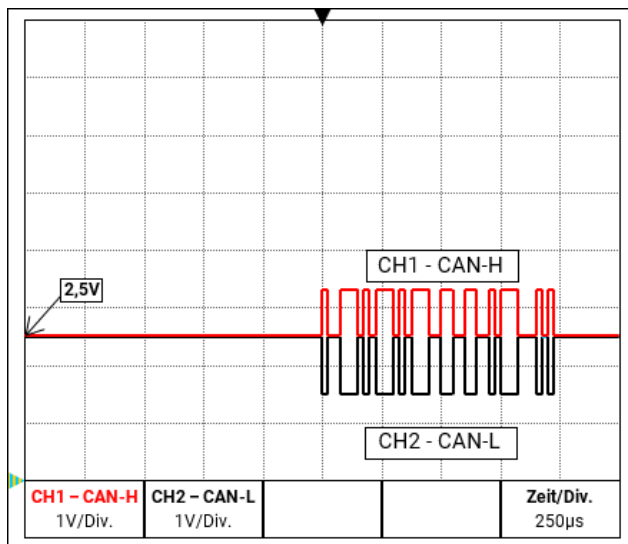 CH1 - CAN-H
2,5V
CH2 - CAN-L
CH1 – CAN-H
1V/Div.
CH2 – CAN-L
1V/Div.
Zeit/Div.
250µs